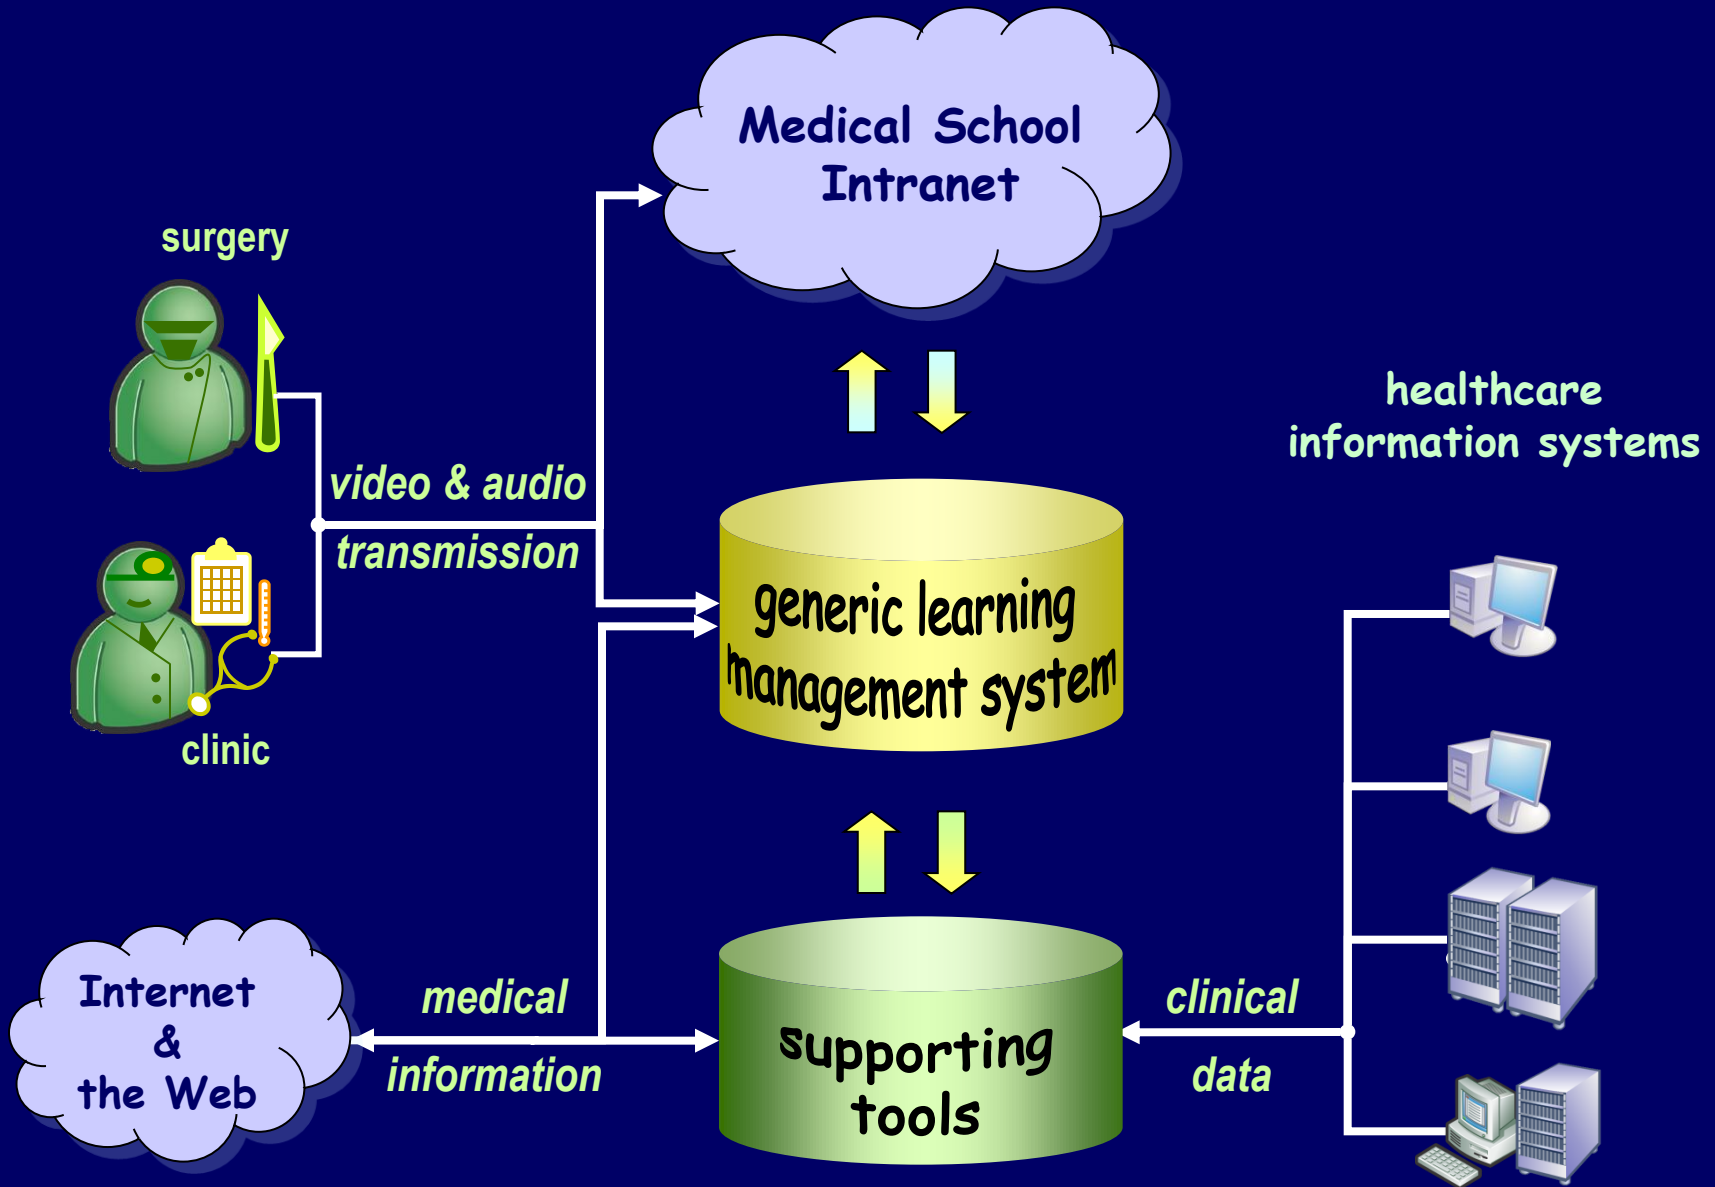 Medical School
Intranet
surgery
healthcare
information systems
video & audio
transmission
generic learning
management system
clinic
Internet
&
the Web
medical
information
supporting
tools
clinical
data